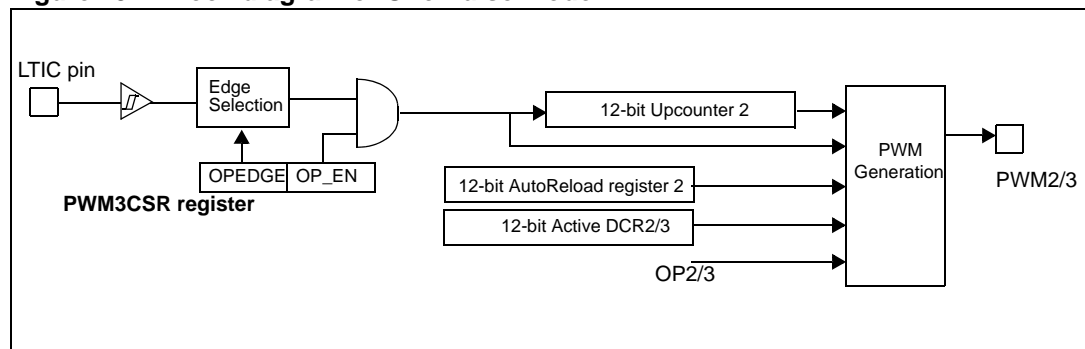 LTIC pin
Edge
Selection
12-bit Upcounter 2
OPEDGE OP_EN
PWM3CSR register
12-bit AutoReload register 2
12-bit Active DCR2/3
OP2/3
PWM
Generation
PWM2/3